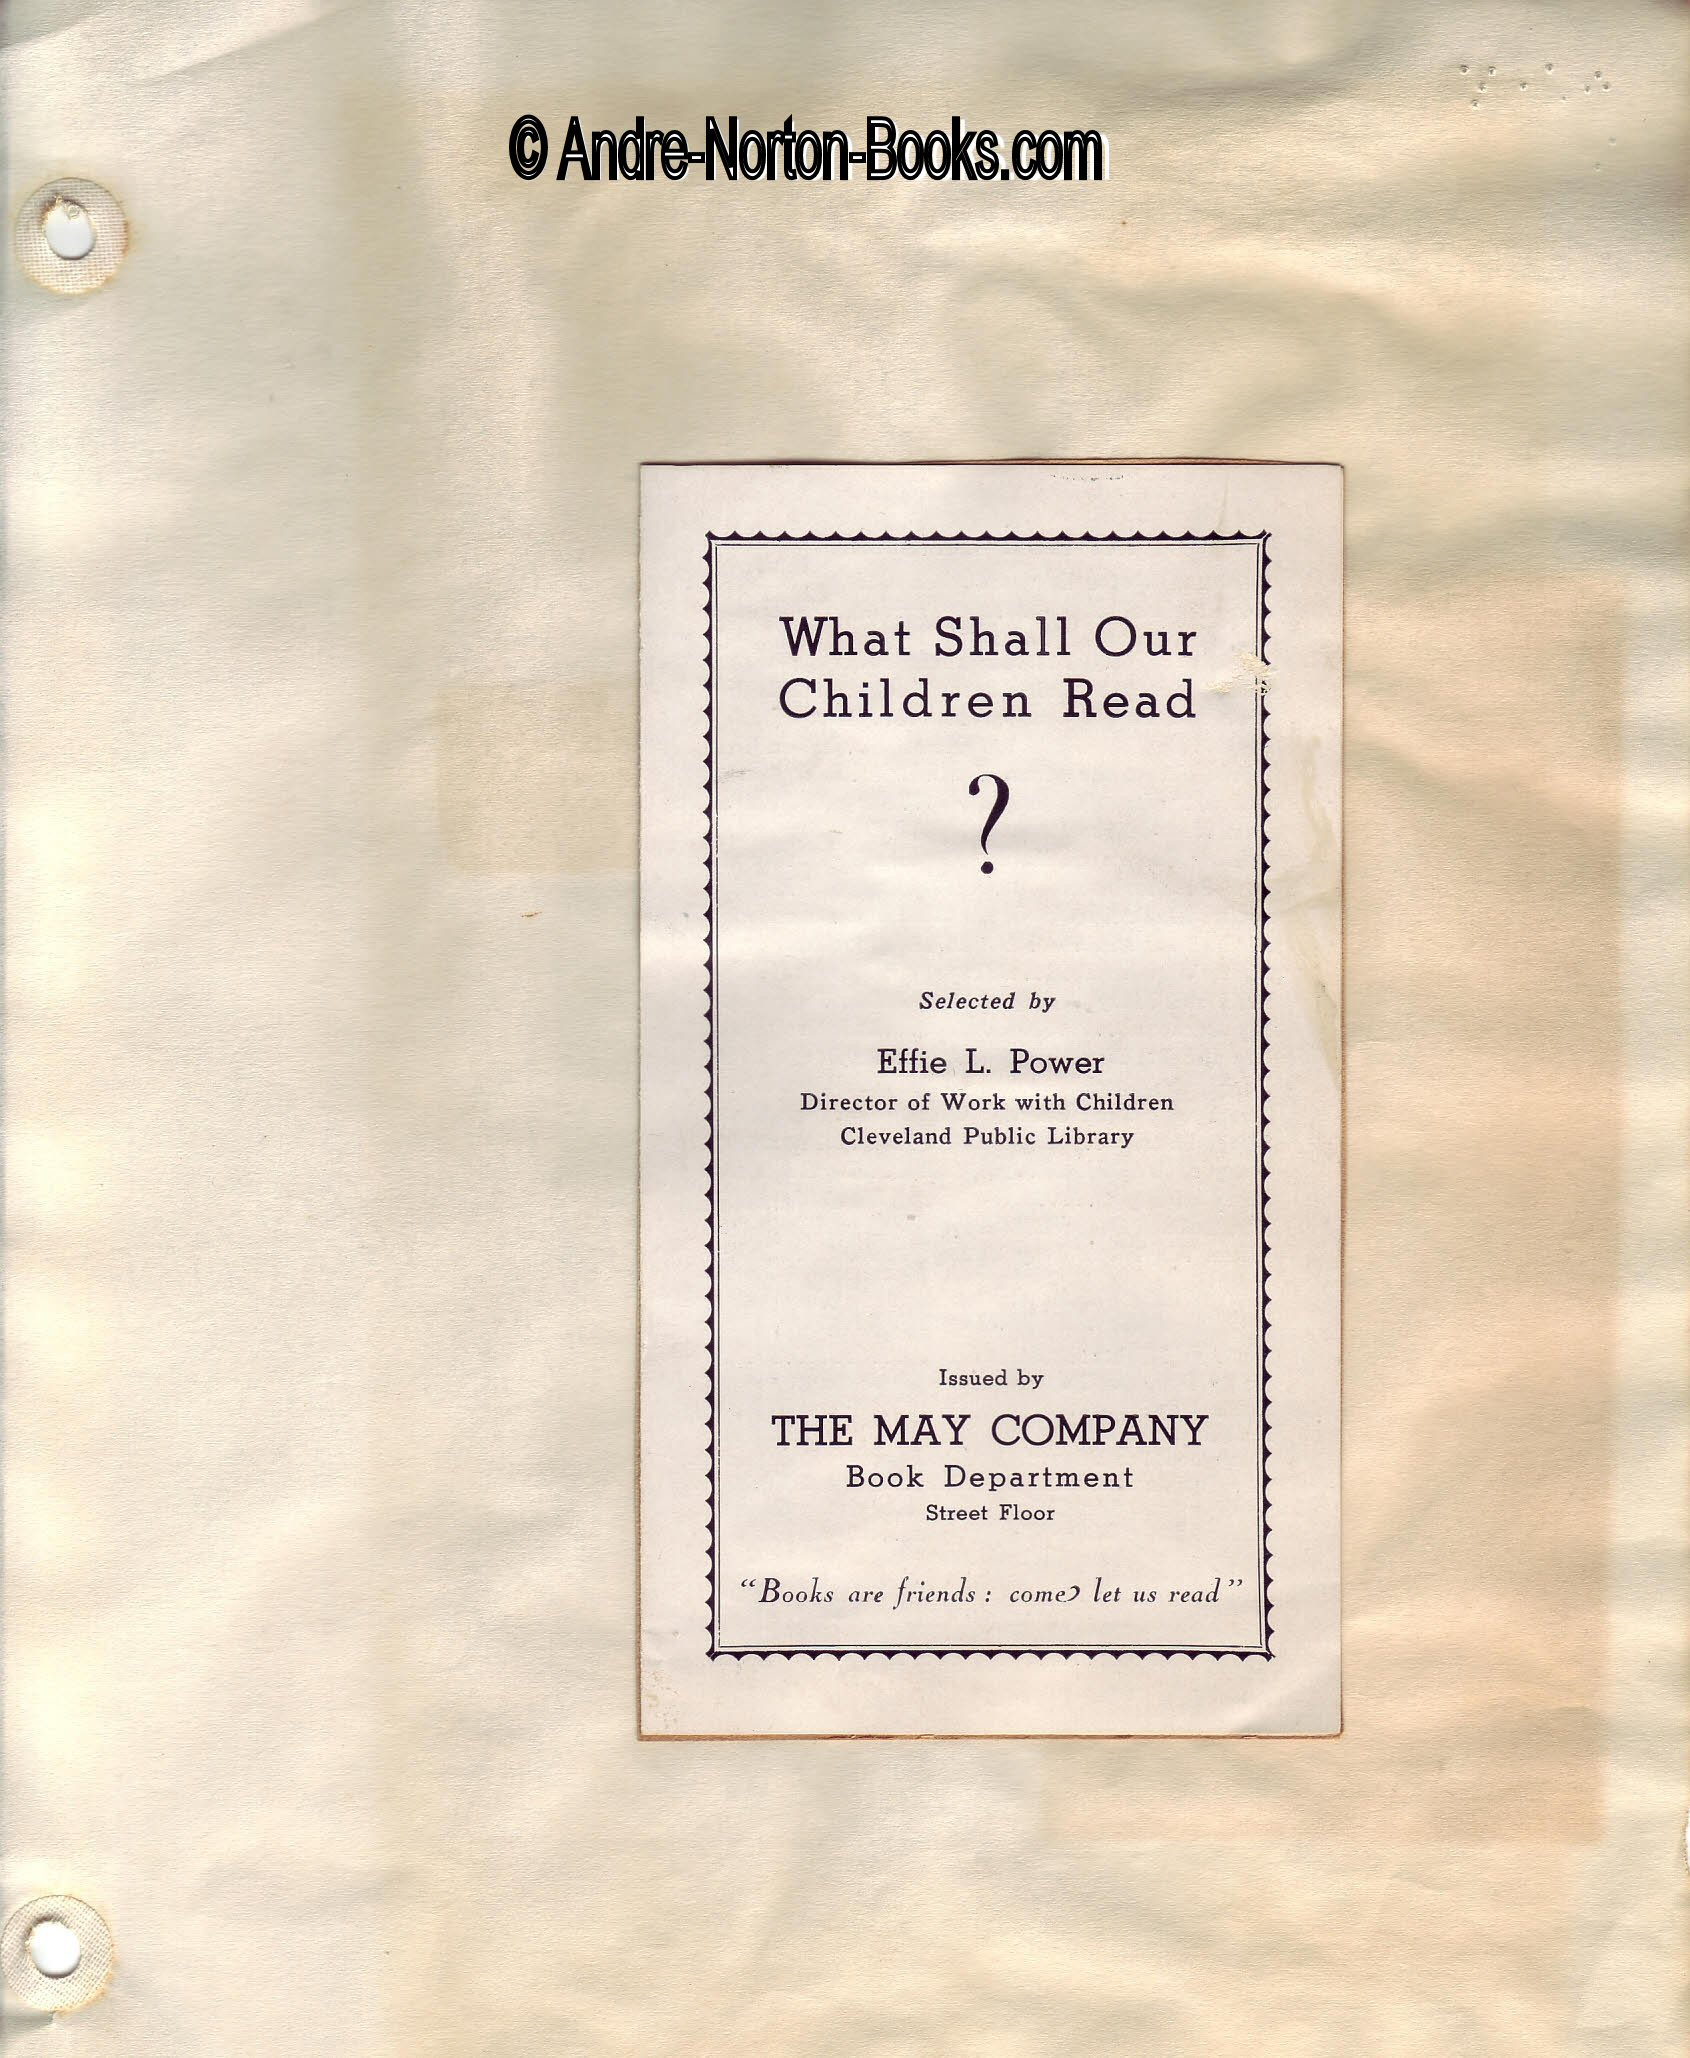 © Andre-Norton-Books.com
What Shall Our
Children Read
?
Selected by
Effie L. Power
Director of Work with Children
Cleveland Public Library
Issued by
THE MAY COMPANY
Book Department
Street Floor
"Books are friends: come let us read"